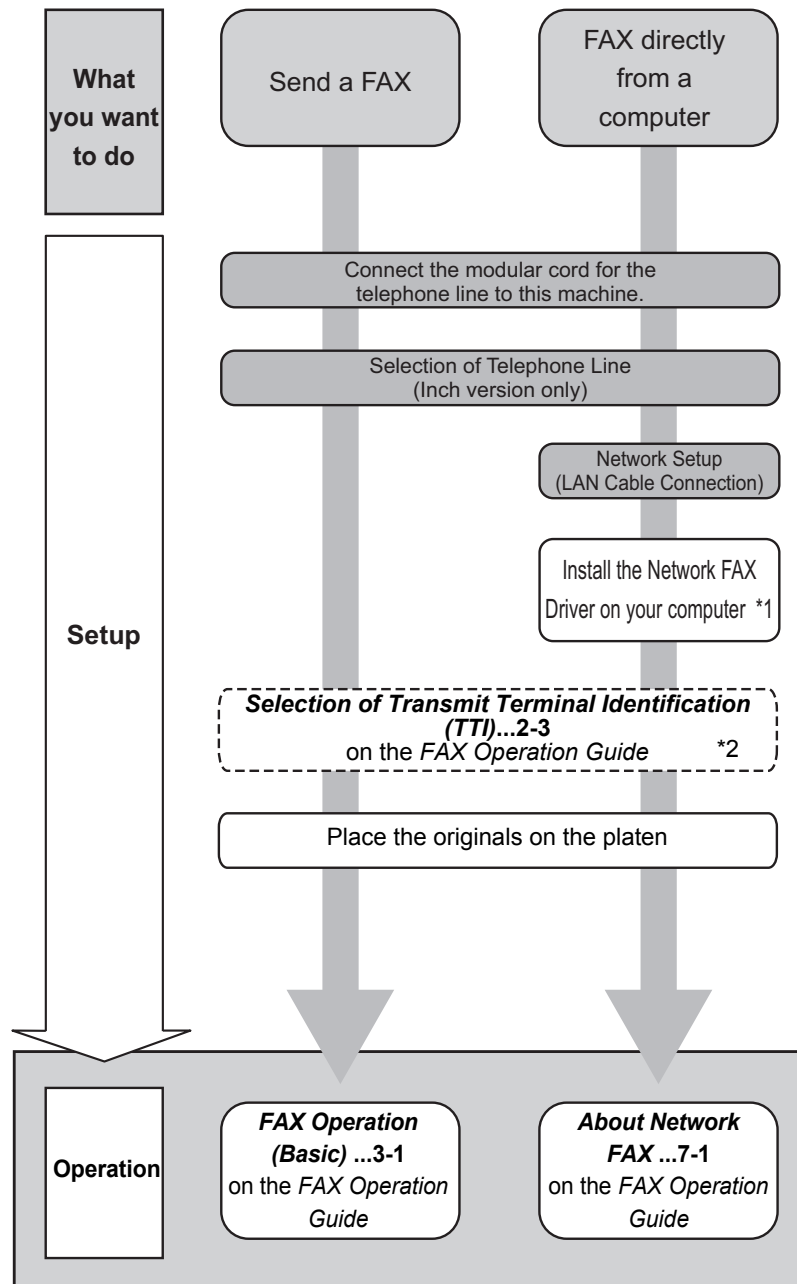 What
you want
to do
Send a FAX
FAX directly
from a
computer
Connect the modular cord for the
telephone line to this machine.
Selection of Telephone Line
(Inch version only)
Network Setup
(LAN Cable Connection)
Install the Network FAX
Driver on your computer *1
Setup
Selection of Transmit Terminal Identification
(TTI)...2-3
on the FAX Operation Guide *2
Place the originals on the platen
Operation
FAX Operation
(Basic) ...3-1
on the FAX Operation
Guide
About Network
FAX ...7-1
on the FAX Operation
Guide